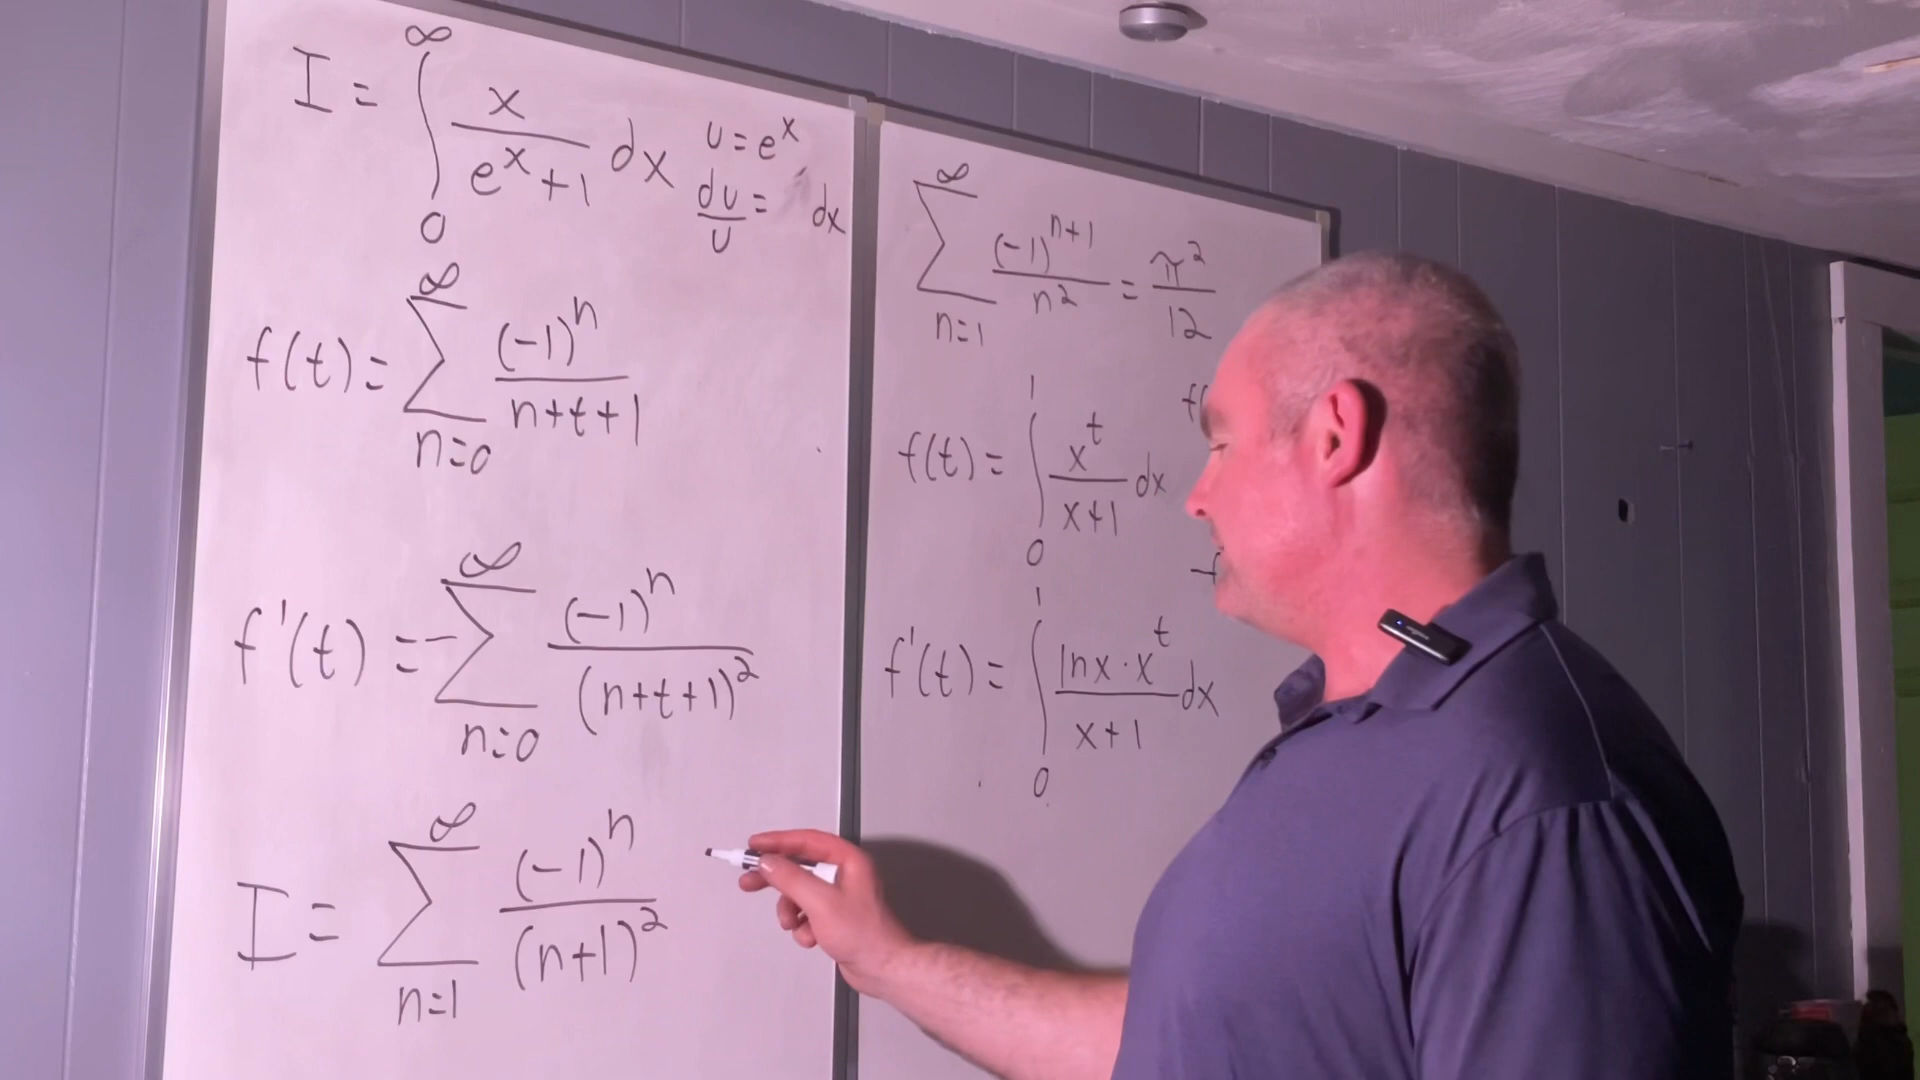 I = ∫₀^∞ x/(e^x+1) dx
u = e^x
du/u = dx
f(t) = ∑_{n=0}^∞ (-1)^n/(n+t+1)
f'(t) = -∑_{n=0}^∞ (-1)^n/(n+t+1)^2
I = ∑_{n=1}^∞ (-1)^n/(n+1)^2
∑_{n=1}^∞ (-1)^{n+1}/n^2 = π^2/12
f(t) = ∫₀^1 x^t/(x+1) dx
f'(t) = ∫₀^1 lnx·x^t/(x+1) dx